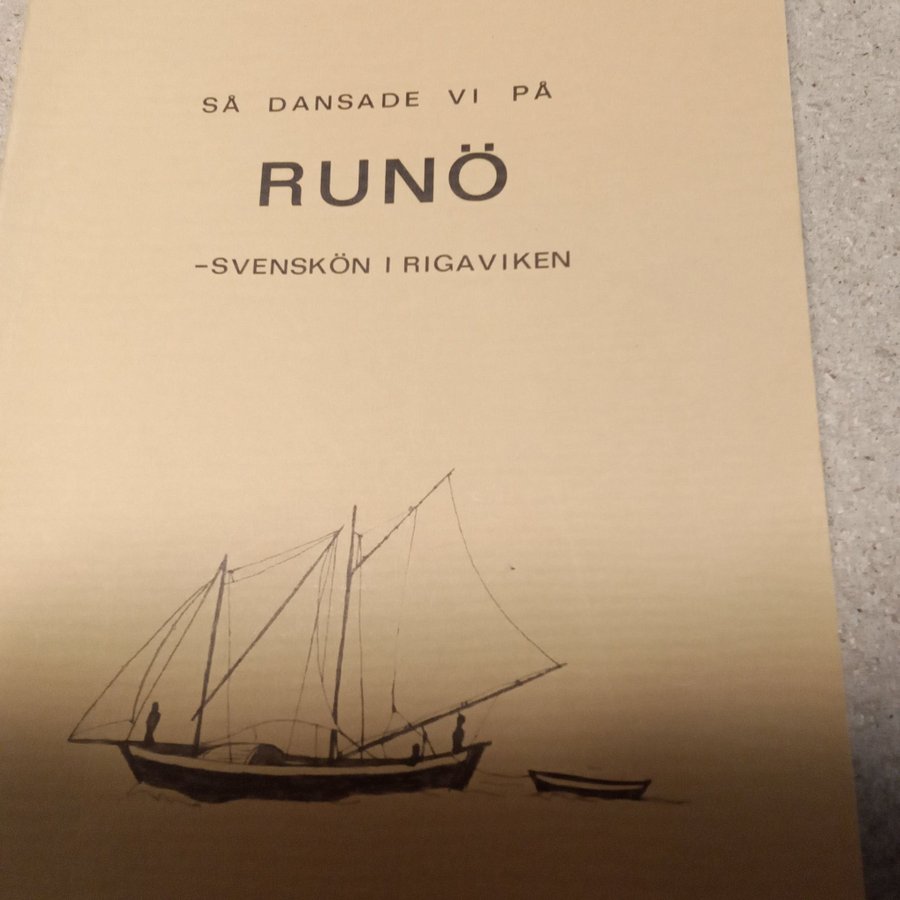 SÅ DANSADE VI PÅ
RUNÖ
-SVENSKÖN I RIGAVIKEN